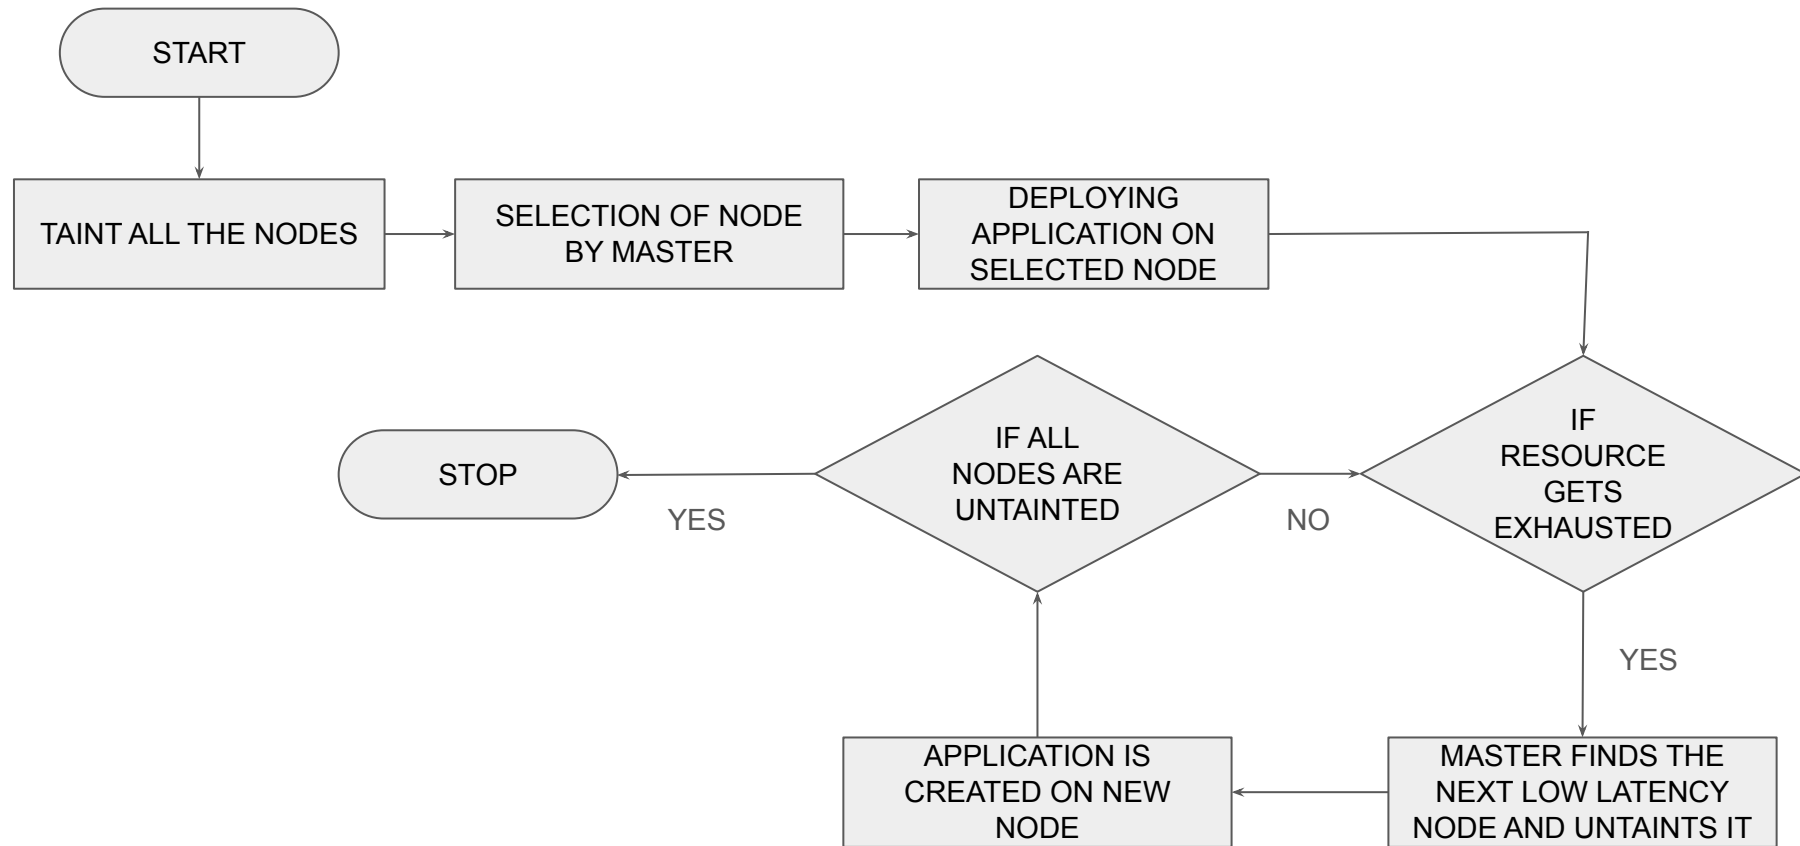 START
TAINT ALL THE NODES
SELECTION OF NODE
BY MASTER
DEPLOYING
APPLICATION ON
SELECTED NODE
IF
RESOURCE
GETS
EXHAUSTED
YES
MASTER FINDS THE
NEXT LOW LATENCY
NODE AND UNTAINTS IT
APPLICATION IS
CREATED ON NEW
NODE
IF ALL
NODES ARE
UNTAINTED
NO
YES
STOP